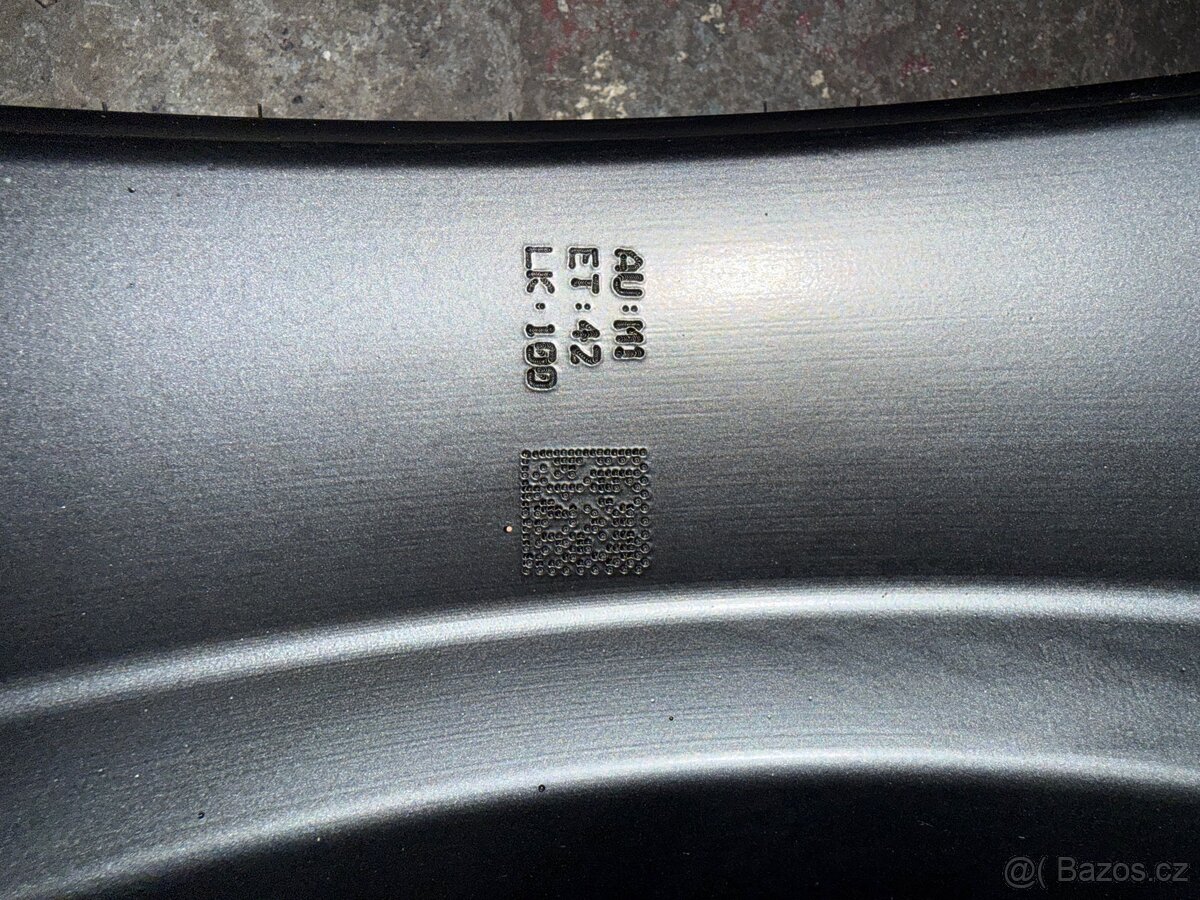 AU:M1
ET:42
LK:100
@( Bazos.cz